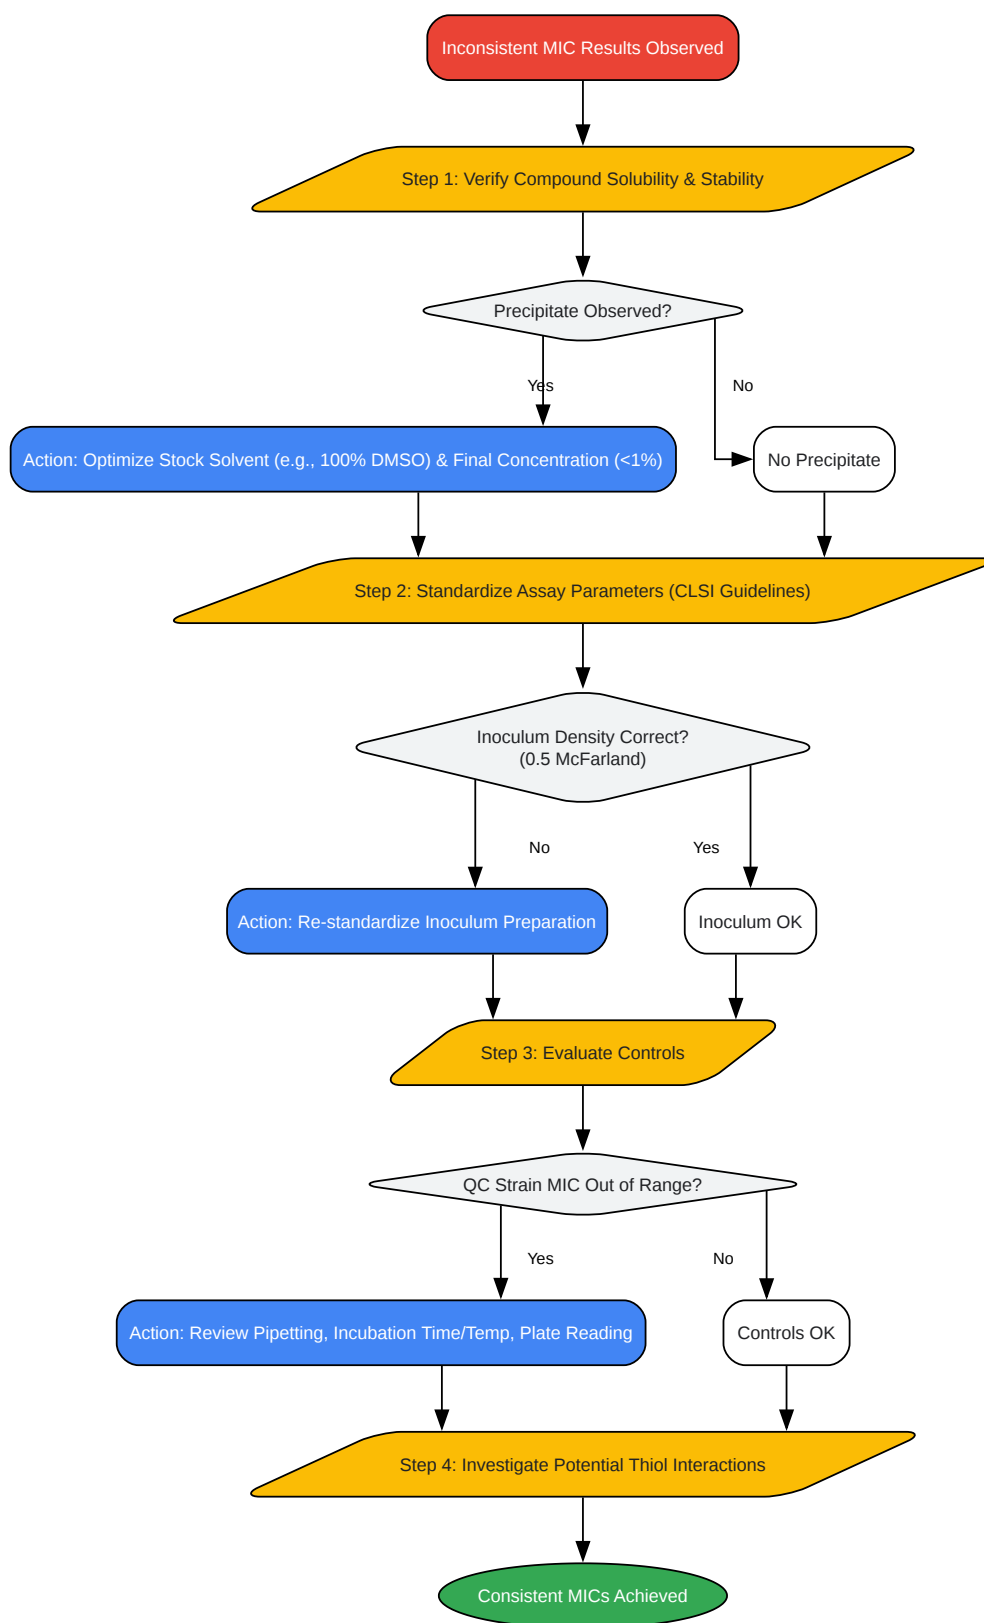 Inconsistent MIC Results Observed
Step 1: Verify Compound Solubility & Stability
Precipitate Observed?
Yes
No
Action: Optimize Stock Solvent (e.g., 100% DMSO) & Final Concentration (<1%)
No Precipitate
Step 2: Standardize Assay Parameters (CLSI Guidelines)
Inoculum Density Correct?
(0.5 McFarland)
No
Yes
Action: Re-standardize Inoculum Preparation
Inoculum OK
Step 3: Evaluate Controls
QC Strain MIC Out of Range?
Yes
No
Action: Review Pipetting, Incubation Time/Temp, Plate Reading
Controls OK
Step 4: Investigate Potential Thiol Interactions
Consistent MICs Achieved